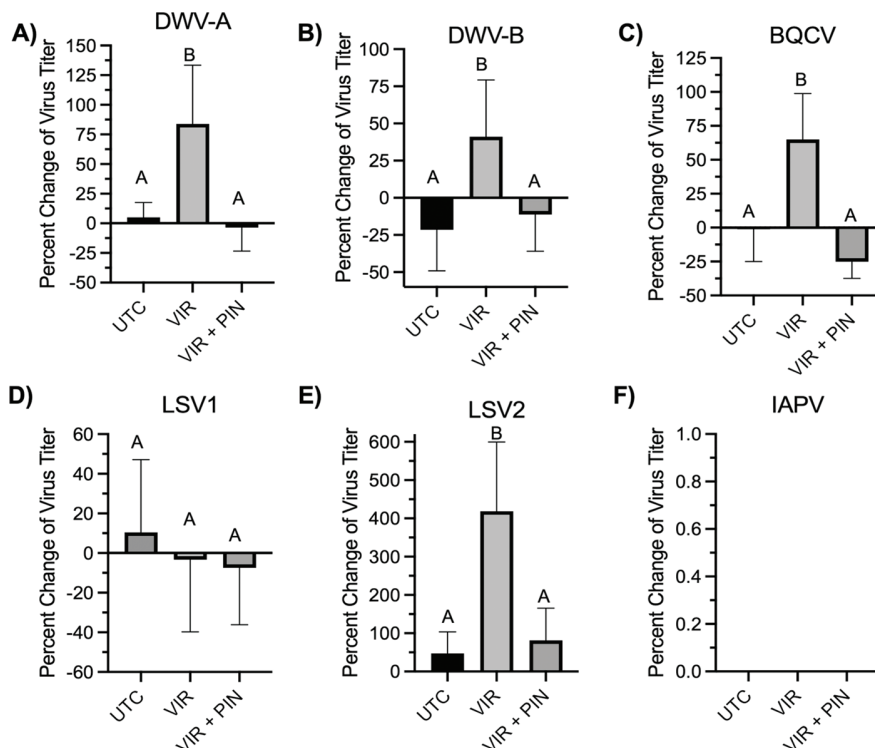 A)
DWV-A
Percent Change of Virus Titer
150
125
100
75
50
25
0
-25
-50
A
B
A
UTC
VIR
VIR + PIN
B)
DWV-B
Percent Change of Virus Titer
100
75
50
25
0
-25
-50
A
B
A
UTC
VIR
VIR + PIN
C)
BQCV
Percent Change of Virus Titer
125
100
75
50
25
0
-25
-50
A
B
A
UTC
VIR
VIR + PIN
D)
LSV1
Percent Change of Virus Titer
60
40
20
0
-20
-40
-60
A
A
A
UTC
VIR
VIR + PIN
E)
LSV2
Percent Change of Virus Titer
600
500
400
300
200
100
0
A
B
A
UTC
VIR
VIR + PIN
F)
IAPV
Percent Change of Virus Titer
1.0
0.8
0.6
0.4
0.2
0.0
UTC
VIR
VIR + PIN